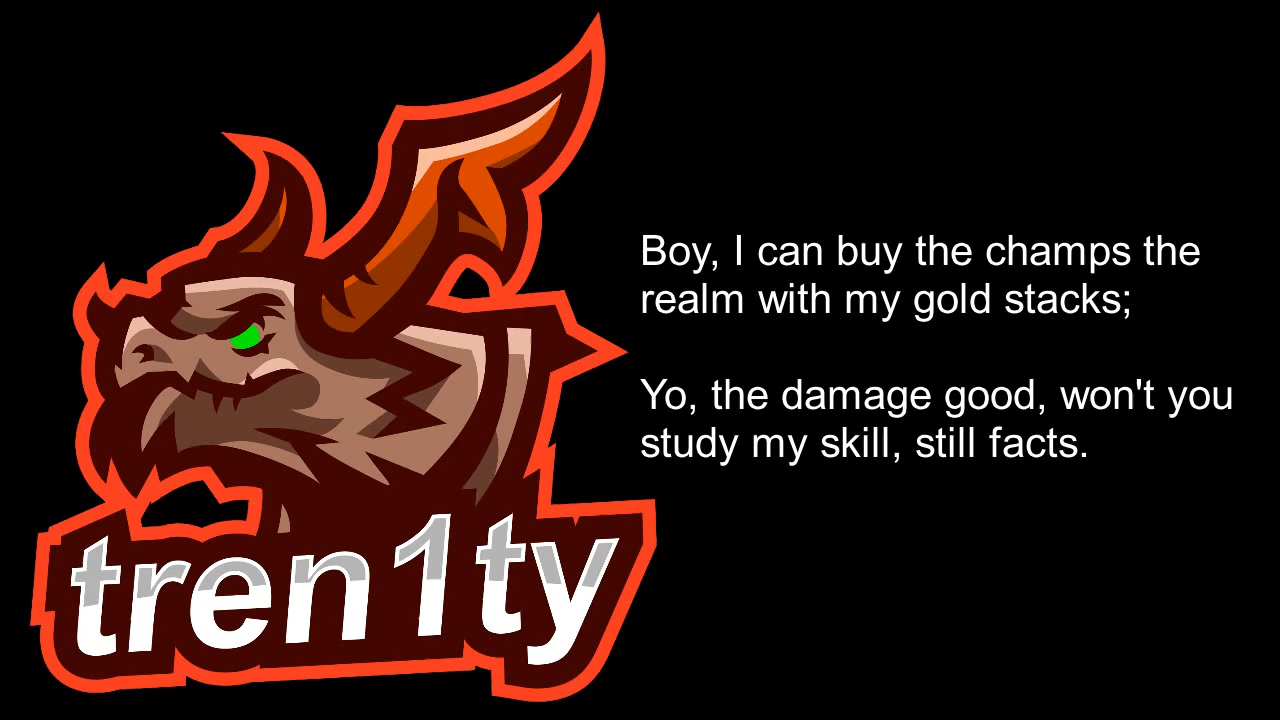 Boy, I can buy the champs the
realm with my gold stacks;
Yo, the damage good, won't you
study my skill, still facts.
tren1ty